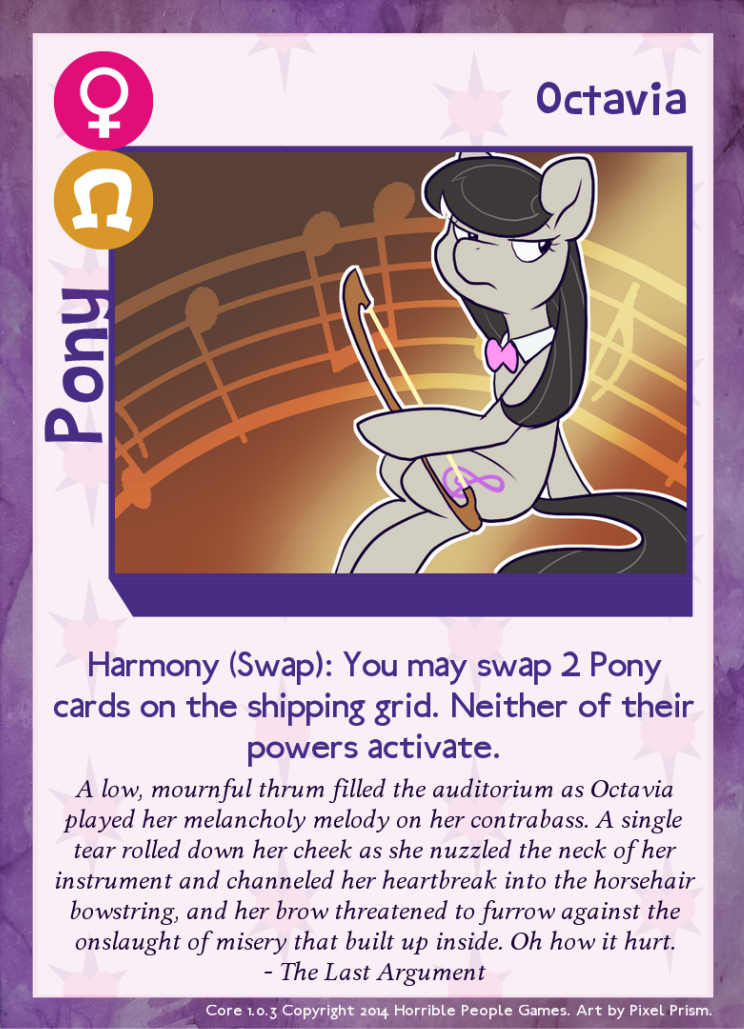 Octavia
Pony
Harmony (Swap): You may swap 2 Pony
cards on the shipping grid. Neither of their
powers activate.
A low, mournful thrum filled the auditorium as Octavia
played her melancholy melody on her contrabass. A single
tear rolled down her cheek as she nuzzled the neck of her
instrument and channeled her heartbreak into the horsehair
bowstring, and her brow threatened to furrow against the
onslaught of misery that built up inside. Oh how it hurt.
- The Last Argument
Core 1.0.3 Copyright 2014 Horrible People Games. Art by Pixel Prism.